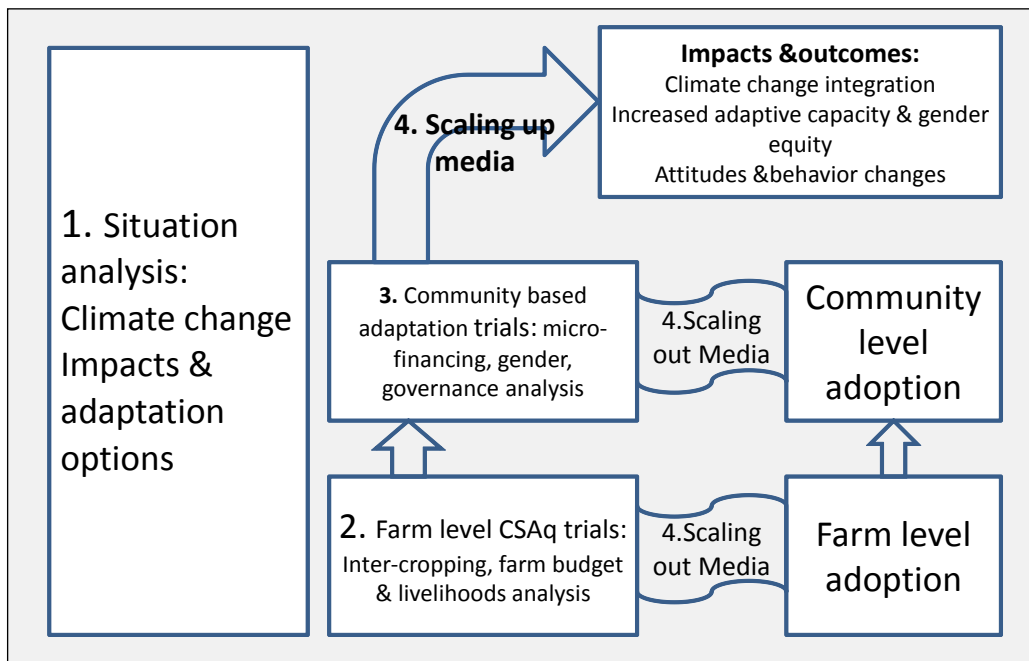 1. Situation
analysis:
Climate change
Impacts &
adaptation
options
4. Scaling up
media
Impacts &outcomes:
Climate change integration
Increased adaptive capacity & gender
equity
Attitudes &behavior changes
3. Community based
adaptation trials: micro-
financing, gender,
governance analysis
4.Scaling
out Media
Community
level
adoption
2. Farm level CSAq trials:
Inter-cropping, farm budget
& livelihoods analysis
4.Scaling
out Media
Farm level
adoption